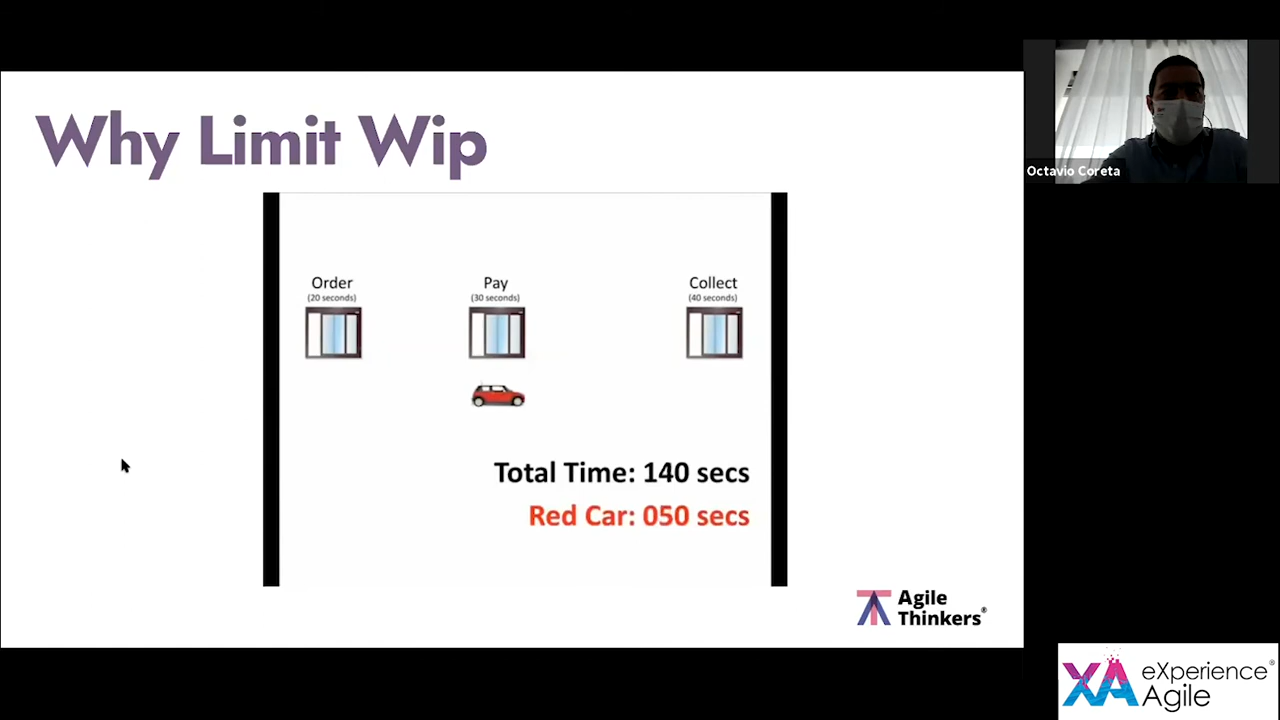 Why Limit Wip
Order
(20 seconds)
Pay
(30 seconds)
Collect
(40 seconds)
Total Time: 140 secs
Red Car: 050 secs
Agile
Thinkers®
Octavio Coreta
XA eXperience®
Agile